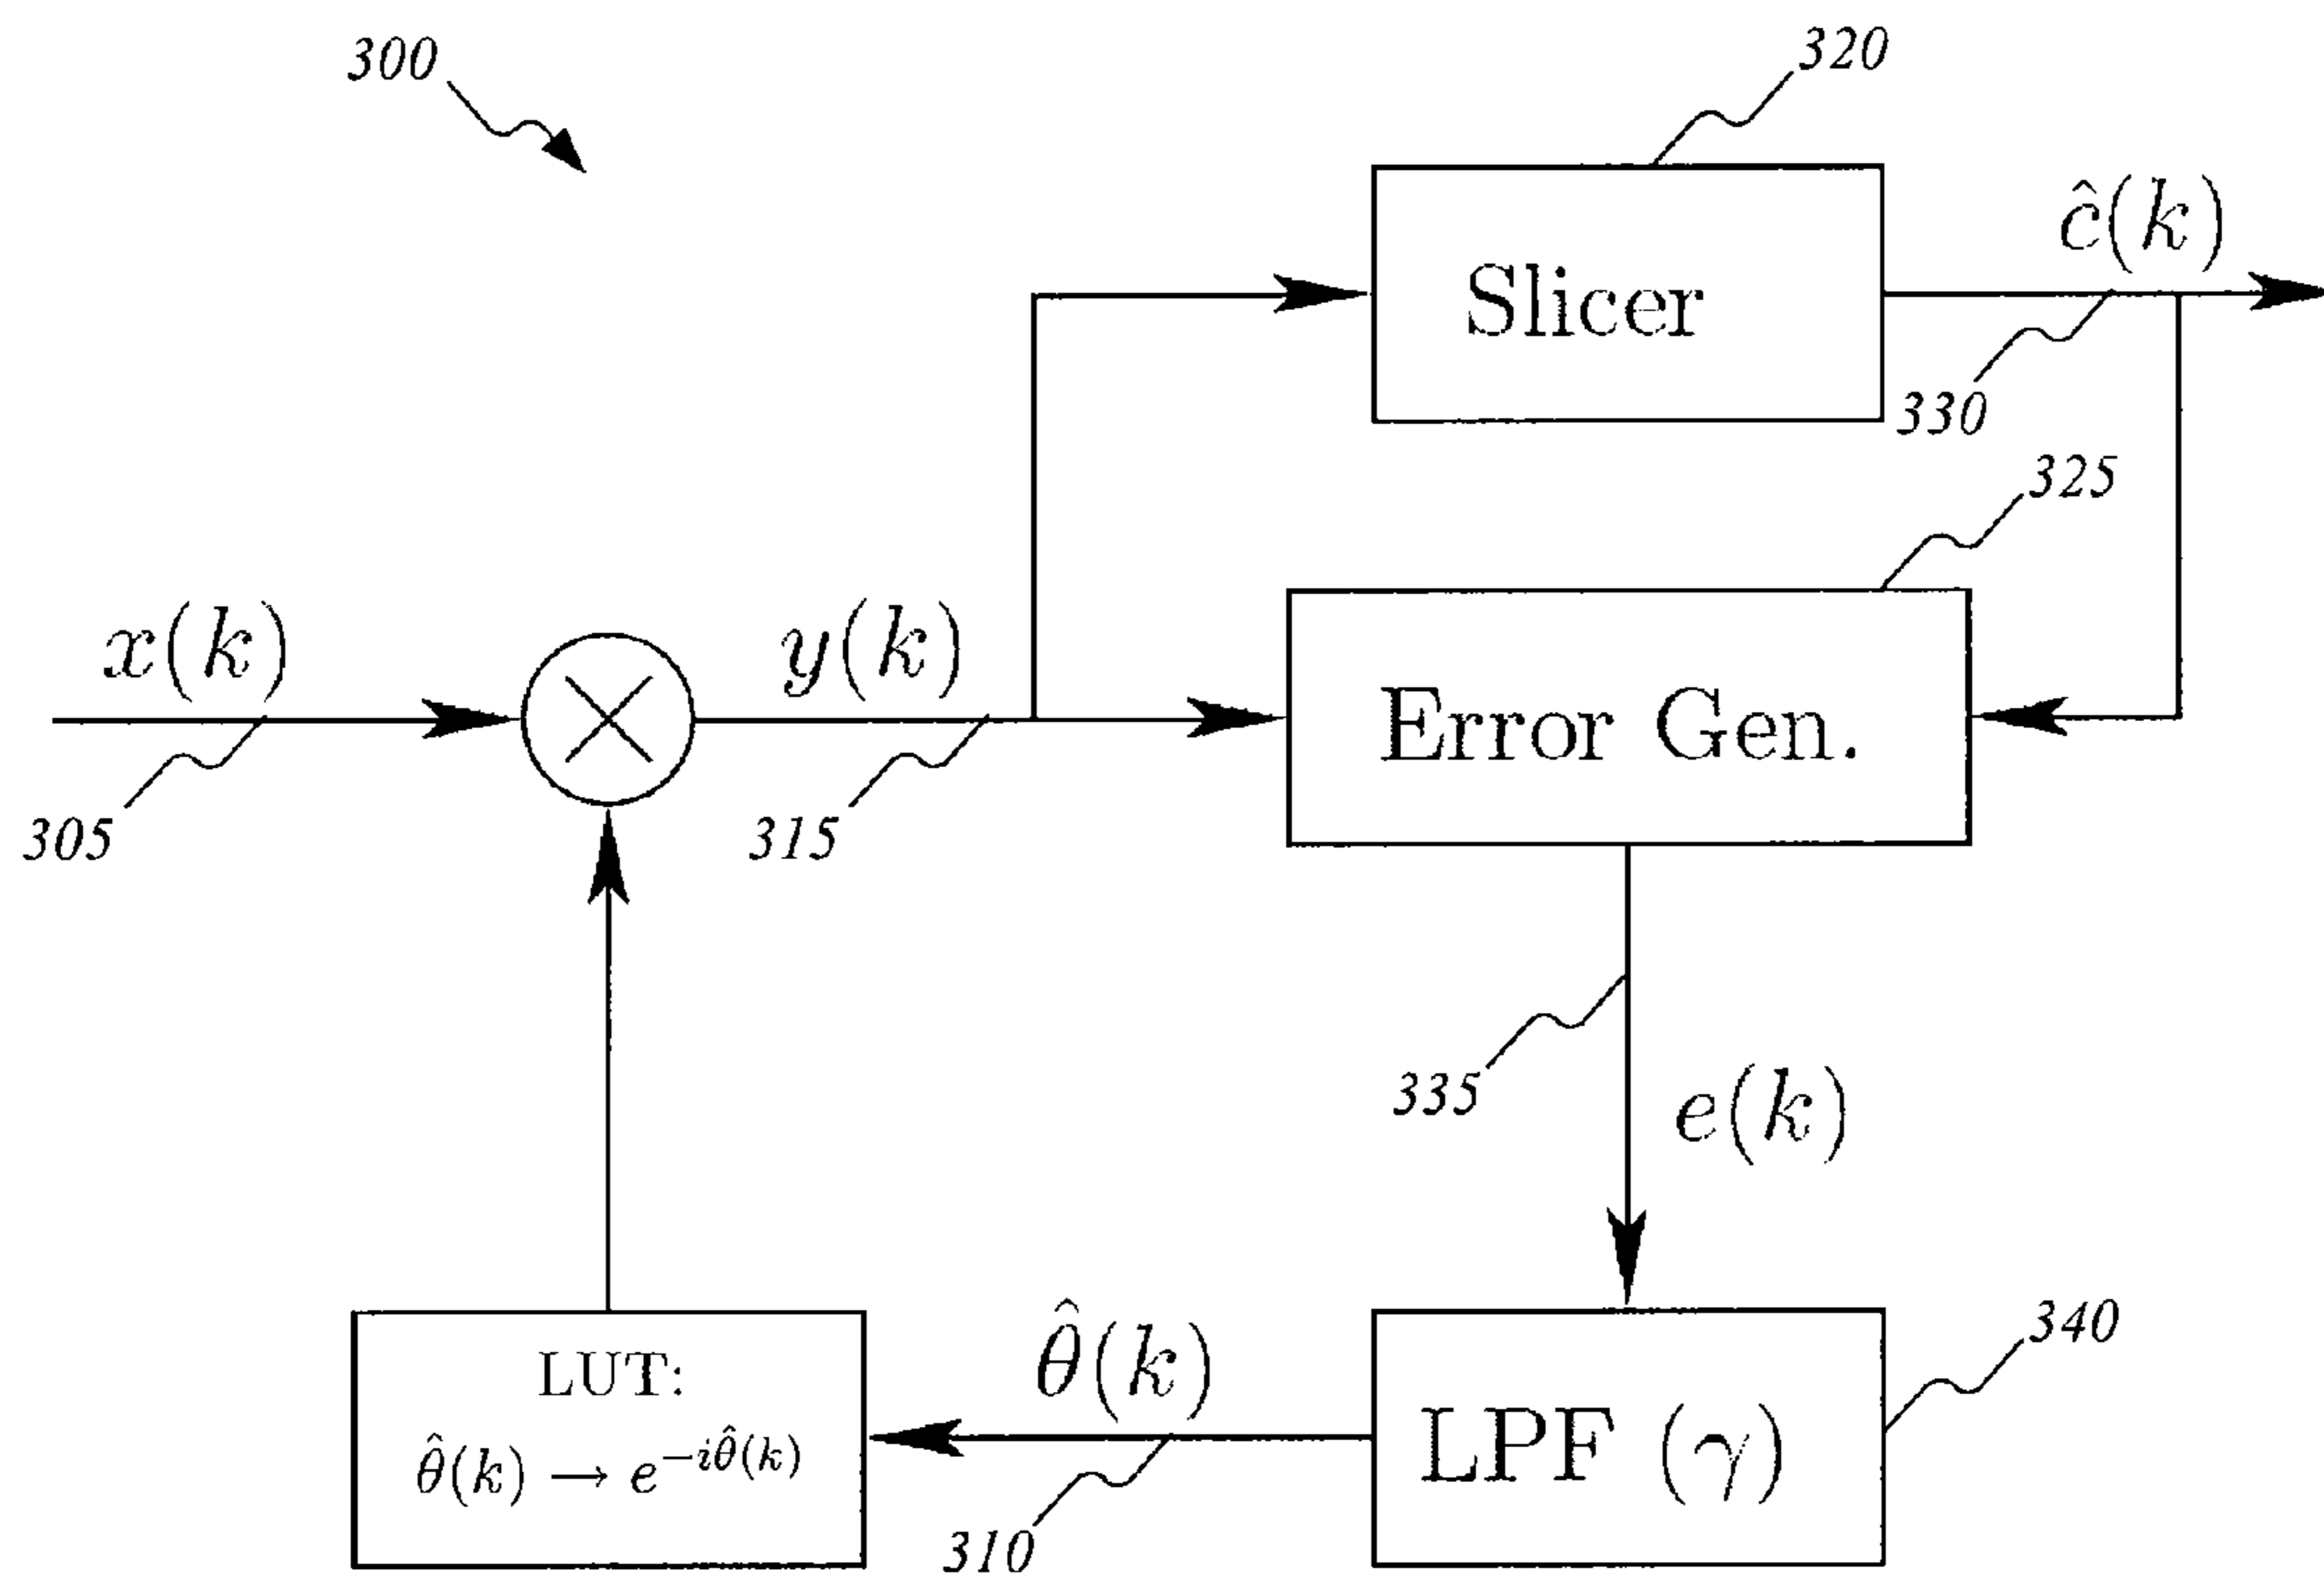 300
320
ĉ(k)
Slicer
330
325
x(k)
y(k)
Error Gen.
305
315
335
e(k)
θ̂(k)
340
LUT:
θ̂(k) → e^{-iθ̂(k)}
LPF (γ)
310